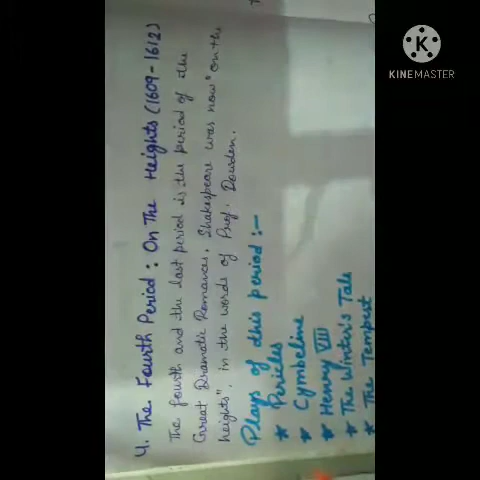 4. The Fourth Period : On The Heights (1609-1612)
The fourth and the last period is the period of the
Great Dramatic Romances. Shakespeare was now "on the
heights", in the words of Prof. Dowden.
Plays of this period :-
* Pericles
* Cymbeline
* Henry VIII
* The Winter's Tale
* The Tempest
K
KINEMASTER